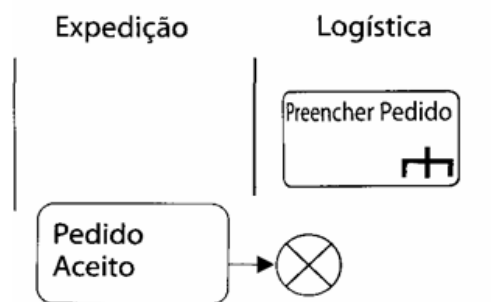 Expedição
Logística
Preencher Pedido
Pedido
Aceito